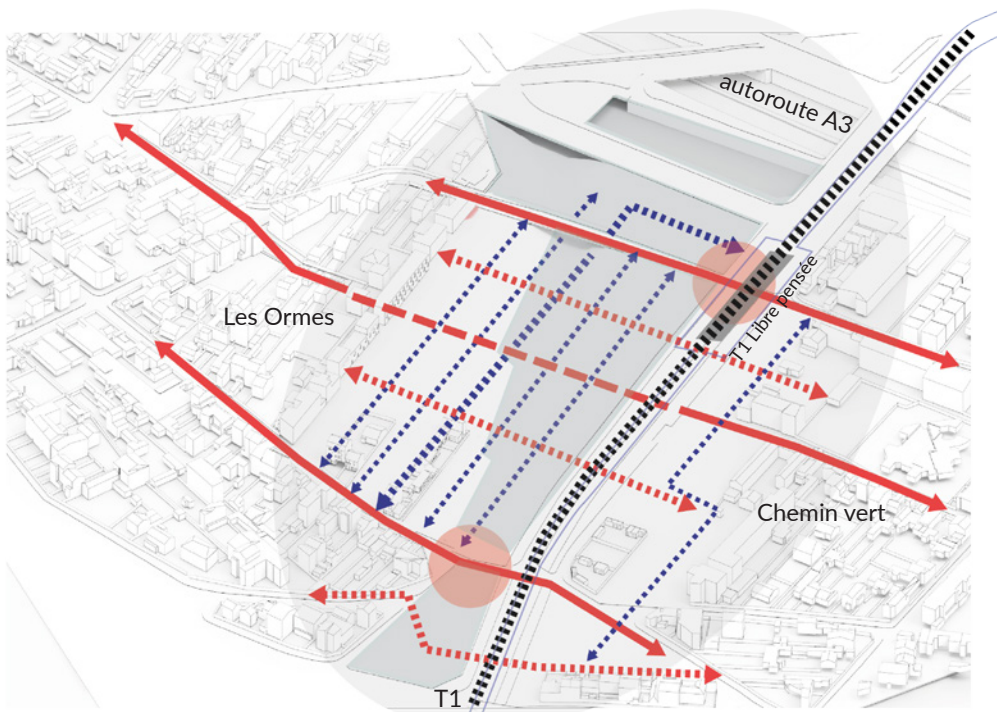 autoroute A3
T1 Libre pensée
Les Ormes
Chemin vert
T1